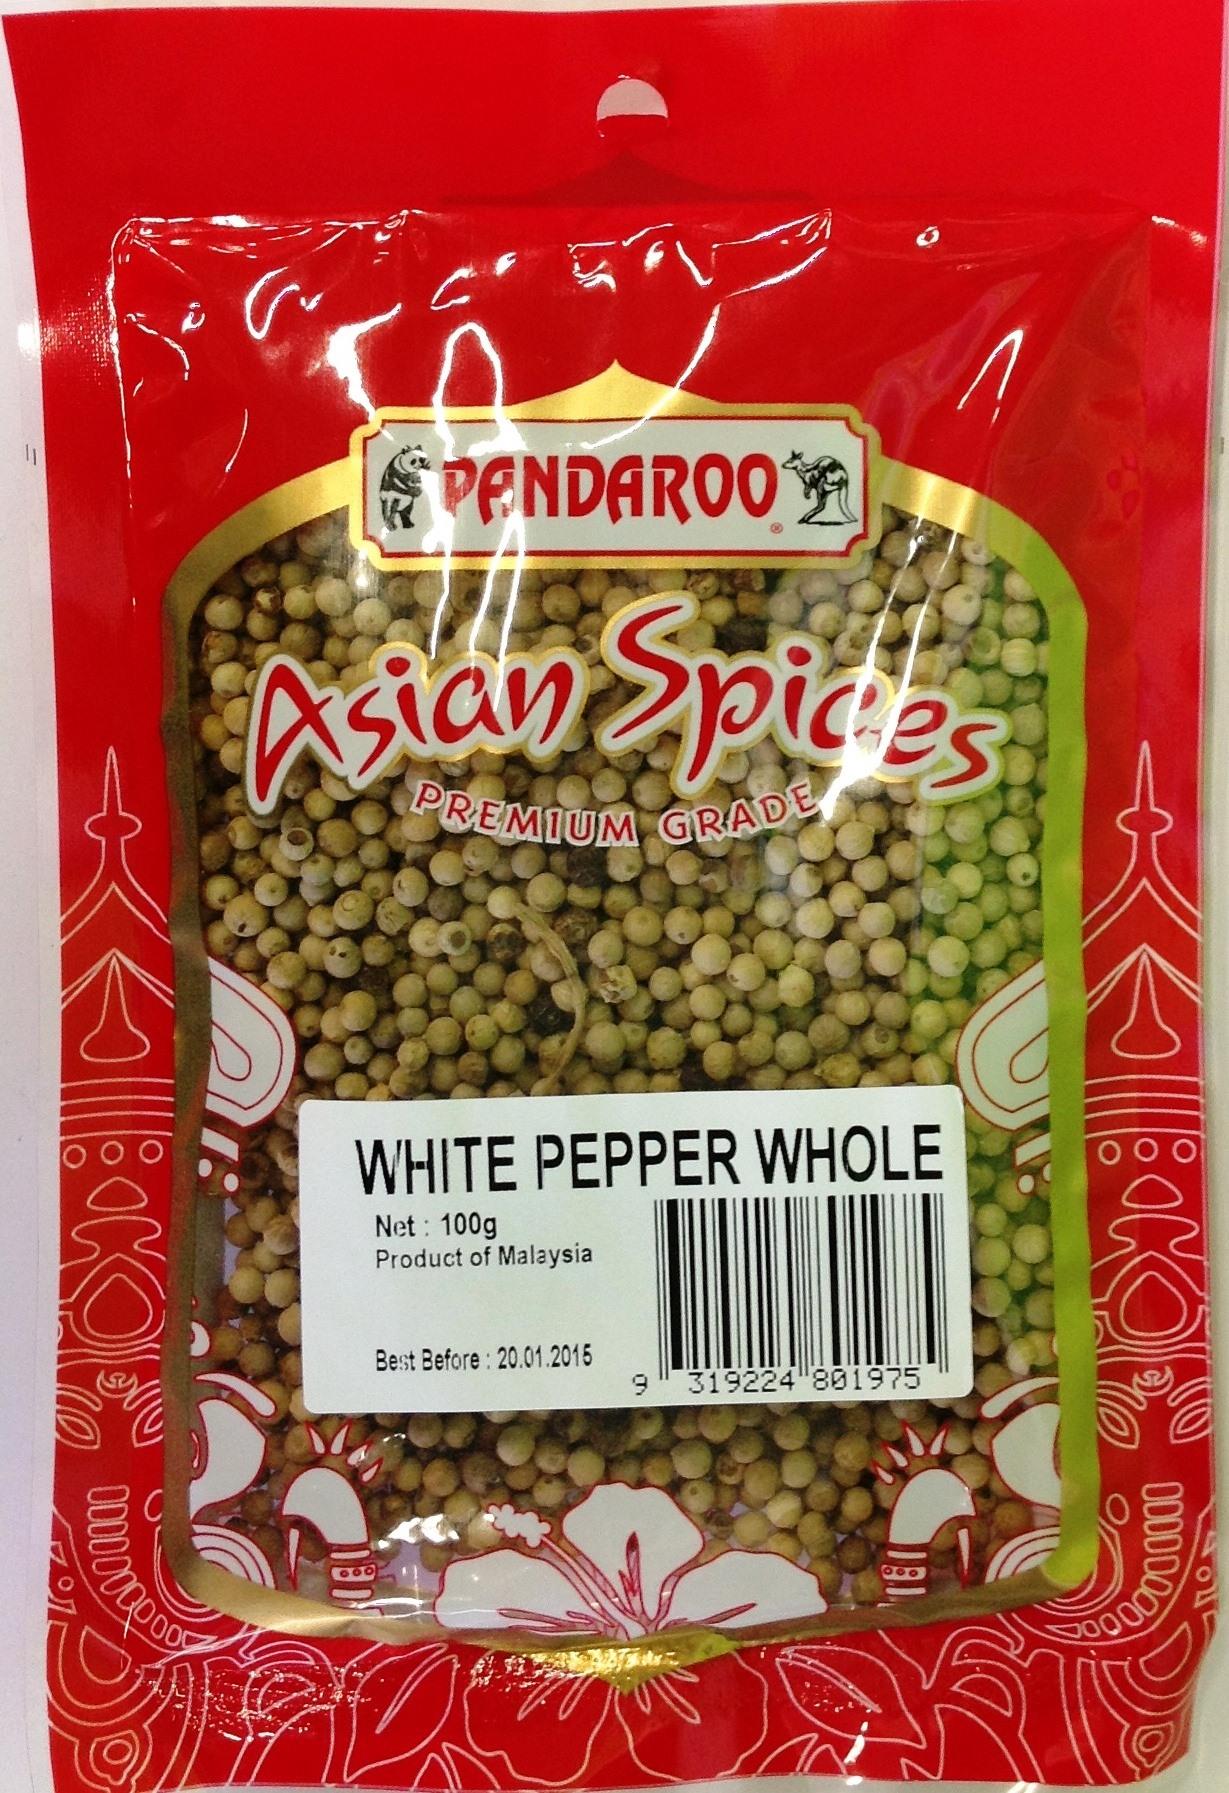 PANDAROO
®
Asian Spices
PREMIUM GRADE
WHITE PEPPER WHOLE
Net : 100g
Product of Malaysia
Best Before : 20.01.2015
9 319224 801975